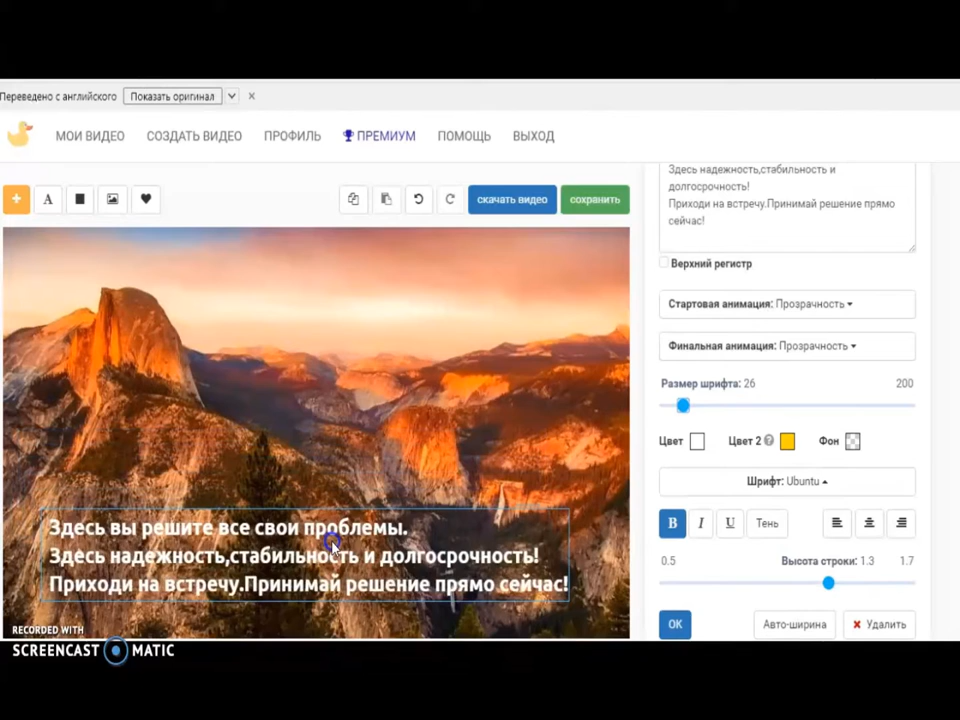 Переведено с английского Показать оригинал
МОИ ВИДЕО СОЗДАТЬ ВИДЕО ПРОФИЛЬ ПРЕМИУМ ПОМОЩЬ ВЫХОД
A скачать видео сохранить
Здесь надежность,стабильность и
долгосрочность!
Приходи на встречу.Принимай решение прямо
сейчас!
Верхний регистр
Стартовая анимация: Прозрачность
Финальная анимация: Прозрачность
Размер шрифта: 26 200
Цвет Цвет 2 ? Фон
Шрифт: Ubuntu
B I U Тень
0.5 Высота строки: 1.3 1.7
OK Авто-ширина Удалить
Здесь вы решите все свои проблемы.
Здесь надежность,стабильность и долгосрочность!
Приходи на встречу.Принимай решение прямо сейчас!
RECORDED WITH
SCREENCAST MATIC